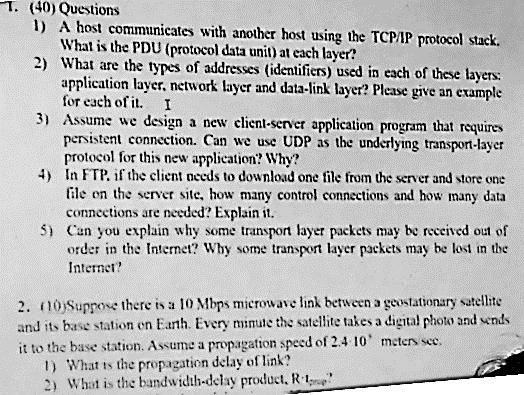 1. (40) Questions
1) A host communicates with another host using the TCP/IP protocol stack.
What is the PDU (protocol data unit) at each layer?
2) What are the types of addresses (identifiers) used in each of these layers:
application layer, network layer and data-link layer? Please give an example
for each of it. I
3) Assume we design a new client-server application program that requires
persistent connection. Can we use UDP as the underlying transport-layer
protocol for this new application? Why?
4) In FTP, if the client needs to download one file from the server and store one
file on the server site, how many control connections and how many data
connections are needed? Explain it.
5) Can you explain why some transport layer packets may be received out of
order in the Internet? Why some transport layer packets may be lost in the
Internet?
2. (10)Suppose there is a 10 Mbps microwave link between a geostationary satellite
and its base station on Earth. Every minute the satellite takes a digital photo and sends
it to the base station. Assume a propagation speed of 2.4·10 meters/sec.
1) What is the propagation delay of link?
2) What is the bandwidth-delay product, R·tprop?